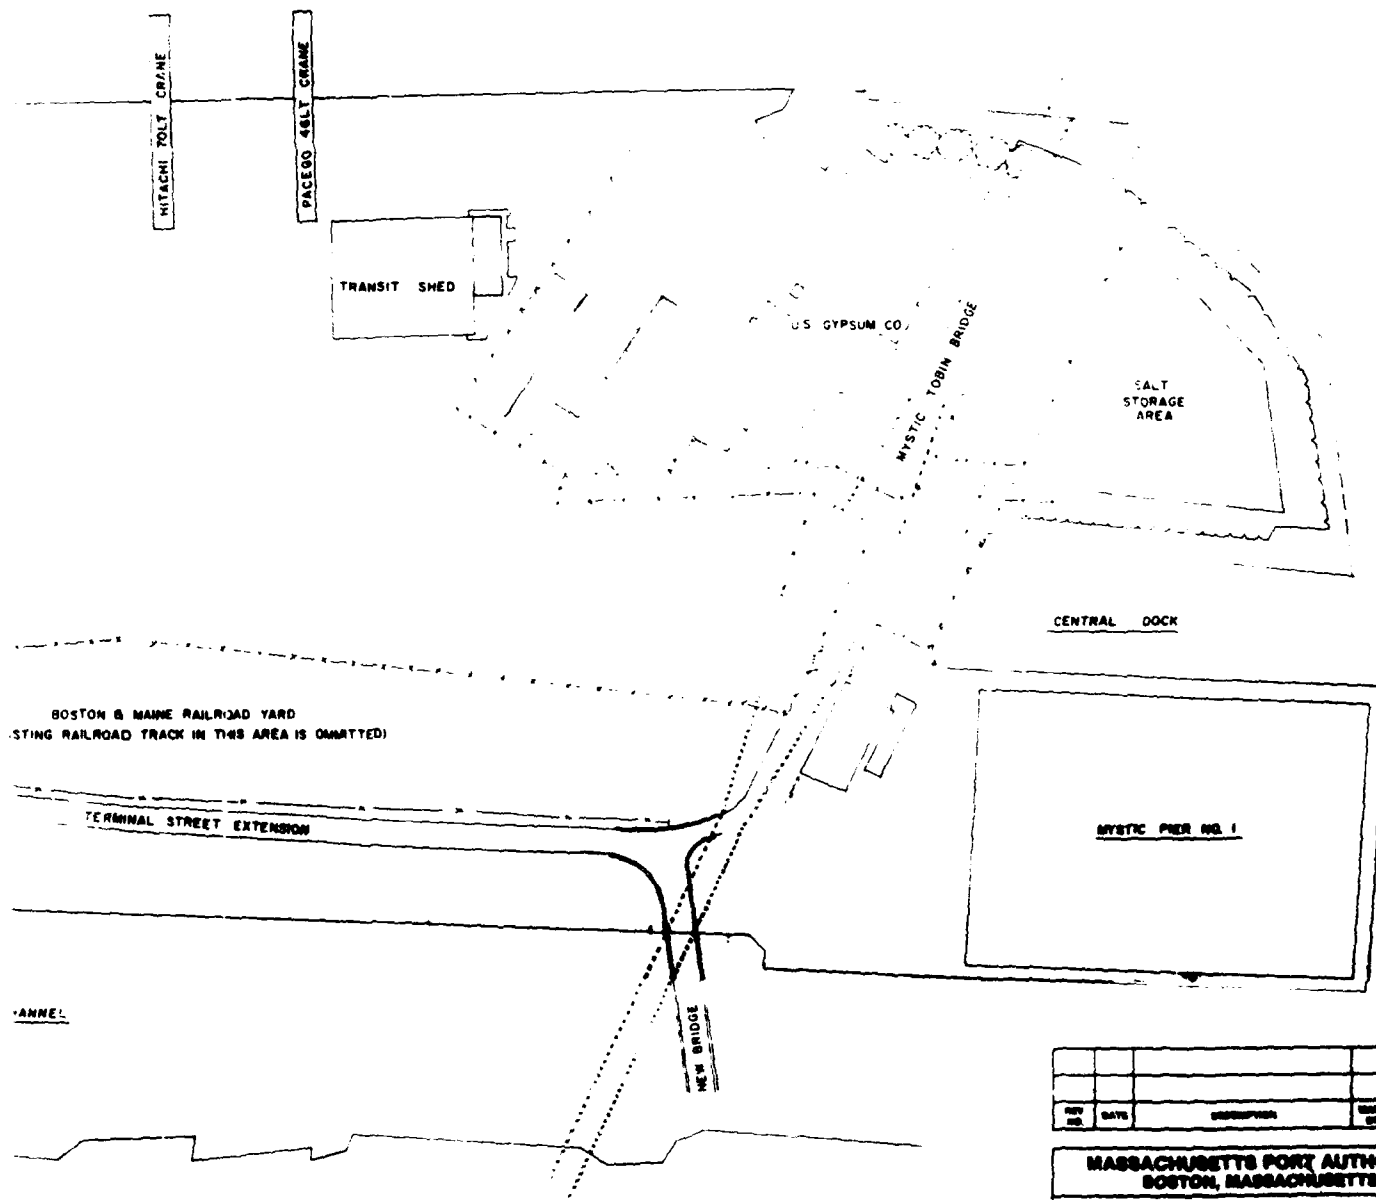 HITACHI 70LT CRANE
PACECO 46LT CRANE
TRANSIT SHED
U.S. GYPSUM CO.
MYSTIC TOBIN BRIDGE
SALT
STORAGE
AREA
CENTRAL DOCK
BOSTON & MAINE RAILROAD YARD
STING RAILROAD TRACK IN THIS AREA IS OMMITTED)
TERMINAL STREET EXTENSION
MYSTIC PIER NO. 1
ANNEL
NEW BRIDGE
REV NO. DATE DESCRIPTION
MASSACHUSETTS PORT AUTH
BOSTON, MASSACHUSETTS